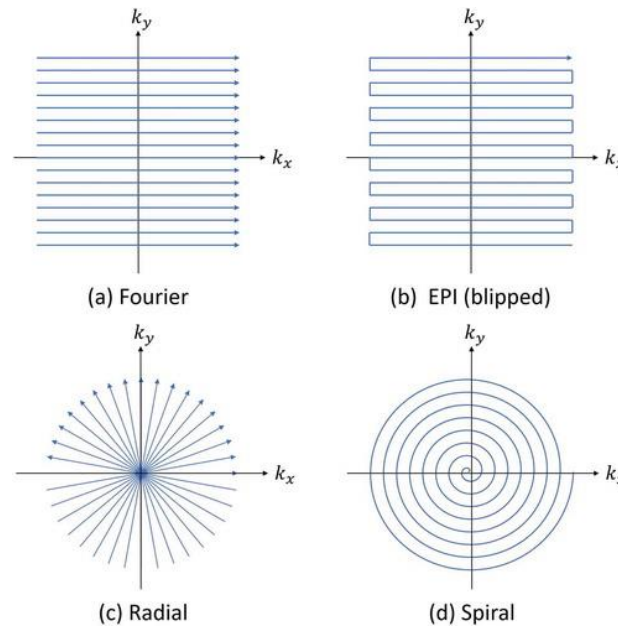 k_y k_y
k_x k
(a) Fourier (b) EPI (blipped)
k_y k_y
k_x k
(c) Radial (d) Spiral